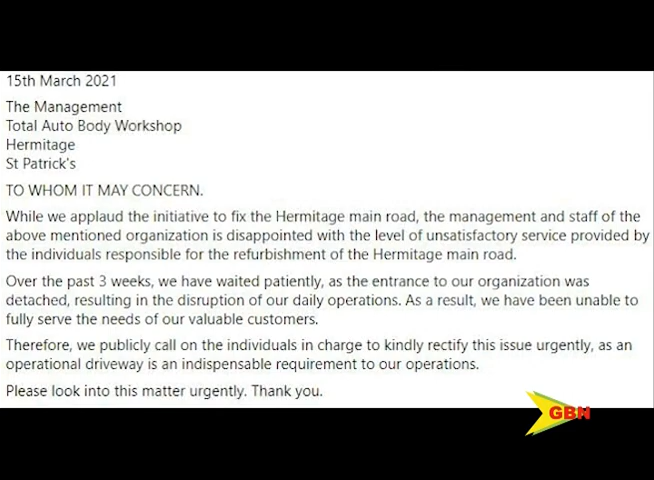 15th March 2021
The Management
Total Auto Body Workshop
Hermitage
St Patrick's
TO WHOM IT MAY CONCERN.
While we applaud the initiative to fix the Hermitage main road, the management and staff of the
above mentioned organization is disappointed with the level of unsatisfactory service provided by
the individuals responsible for the refurbishment of the Hermitage main road.
Over the past 3 weeks, we have waited patiently, as the entrance to our organization was
detached, resulting in the disruption of our daily operations. As a result, we have been unable to
fully serve the needs of our valuable customers.
Therefore, we publicly call on the individuals in charge to kindly rectify this issue urgently, as an
operational driveway is an indispensable requirement to our operations.
Please look into this matter urgently. Thank you.
GBN